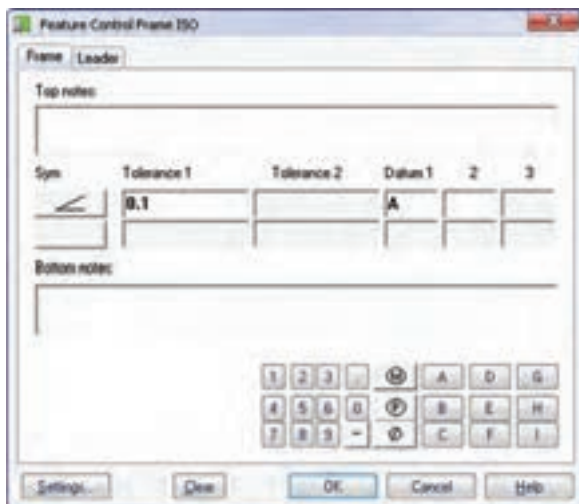 Feature Control Frame ISO
Frame Leader
Top notes:
Sym Tolerance 1 Tolerance 2 Datum 1 2 3
0.1 A
Bottom notes:
1 2 3 . Ⓜ A D G
4 5 6 0 Ⓟ B E H
7 8 9 - Ø C F I
Settings... Clear OK Cancel Help